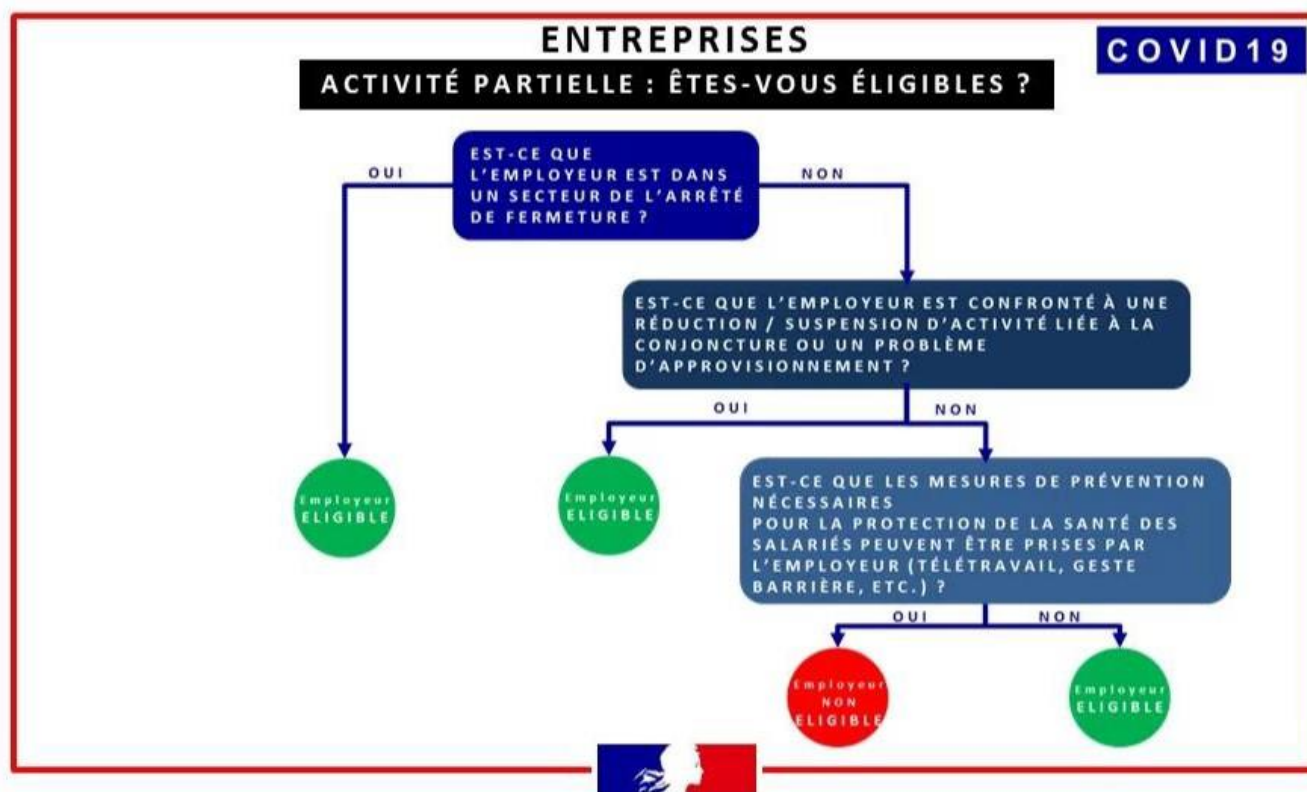 ENTREPRISES
COVID19
ACTIVITÉ PARTIELLE : ÊTES-VOUS ÉLIGIBLES ?
EST-CE QUE
L'EMPLOYEUR EST DANS
UN SECTEUR DE L'ARRÊTÉ
DE FERMETURE ?
OUI
NON
EST-CE QUE L'EMPLOYEUR EST CONFRONTÉ À UNE
RÉDUCTION / SUSPENSION D'ACTIVITÉ LIÉE À LA
CONJONCTURE OU UN PROBLÈME
D'APPROVISIONNEMENT ?
OUI
NON
Employeur
ELIGIBLE
Employeur
ELIGIBLE
EST-CE QUE LES MESURES DE PRÉVENTION
NÉCESSAIRES
POUR LA PROTECTION DE LA SANTÉ DES
SALARIÉS PEUVENT ÊTRE PRISES PAR
L'EMPLOYEUR (TÉLÉTRAVAIL, GESTE
BARRIÈRE, ETC.) ?
OUI
NON
Employeur
NON
ELIGIBLE
Employeur
ELIGIBLE